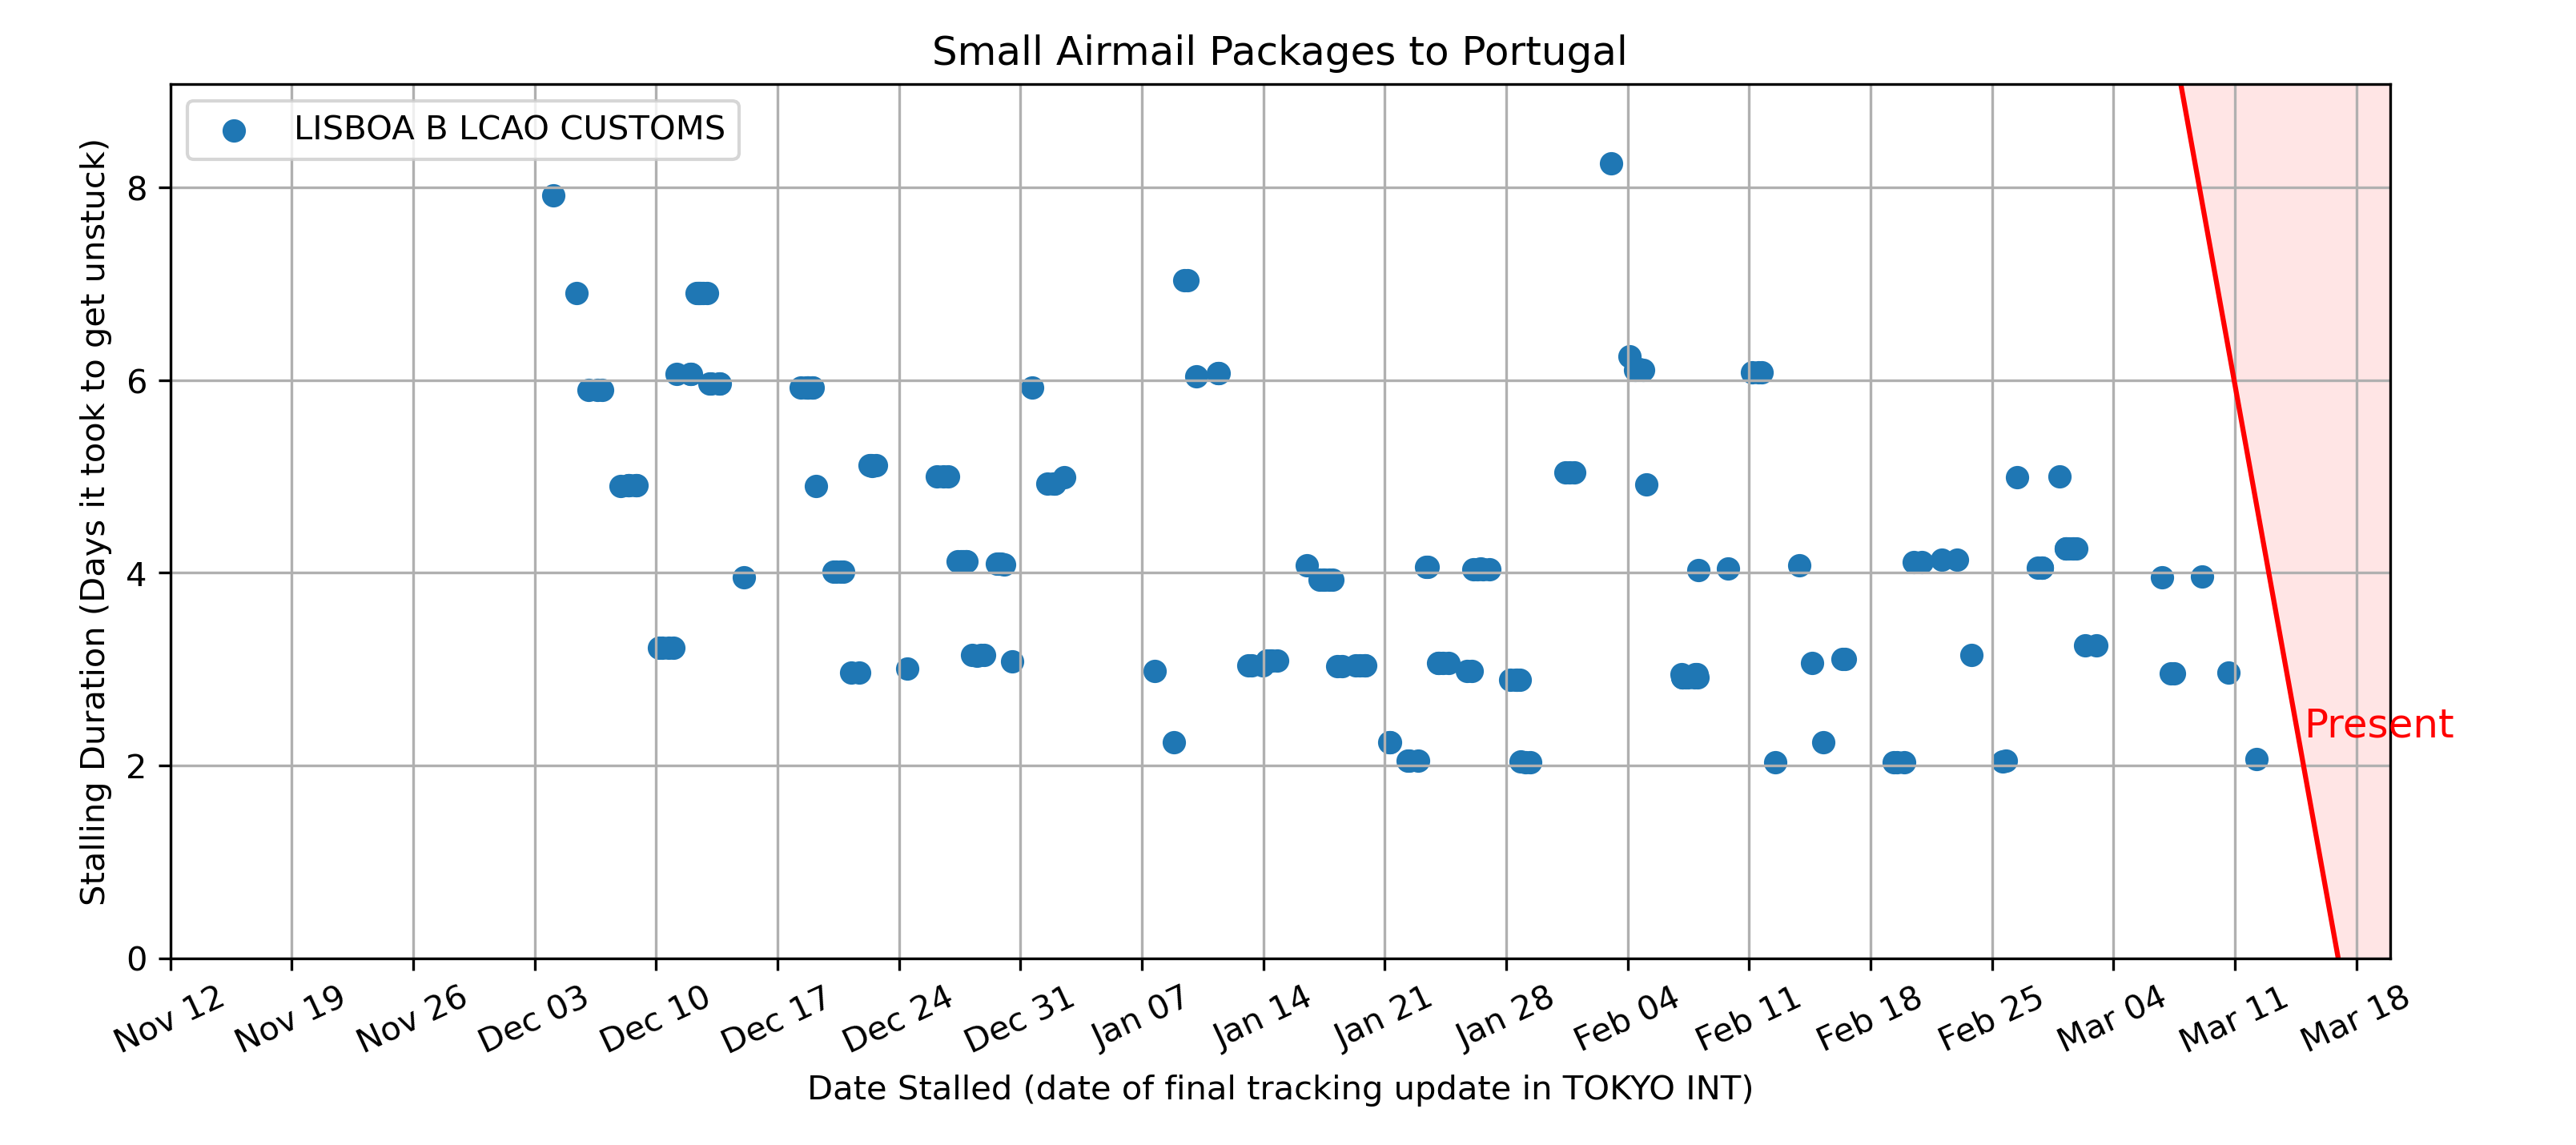 Small Airmail Packages to Portugal
LISBOA B LCAO CUSTOMS
Stalling Duration (Days it took to get unstuck)
8
6
4
2
0
Present
Nov 12
Nov 19
Nov 26
Dec 03
Dec 10
Dec 17
Dec 24
Dec 31
Jan 07
Jan 14
Jan 21
Jan 28
Feb 04
Feb 11
Feb 18
Feb 25
Mar 04
Mar 11
Mar 18
Date Stalled (date of final tracking update in TOKYO INT)